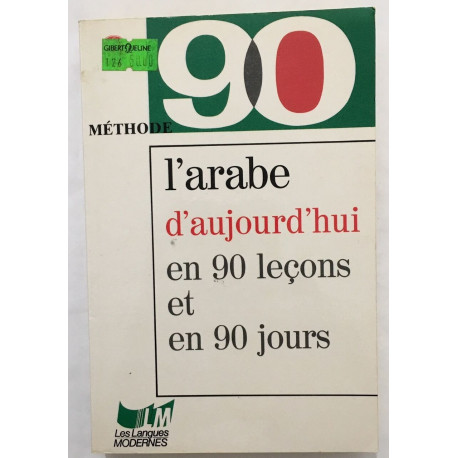 GIBERT JEUNE
90
MÉTHODE
l'arabe
d'aujourd'hui
en 90 leçons
et
en 90 jours
LM
Les Langues
MODERNES